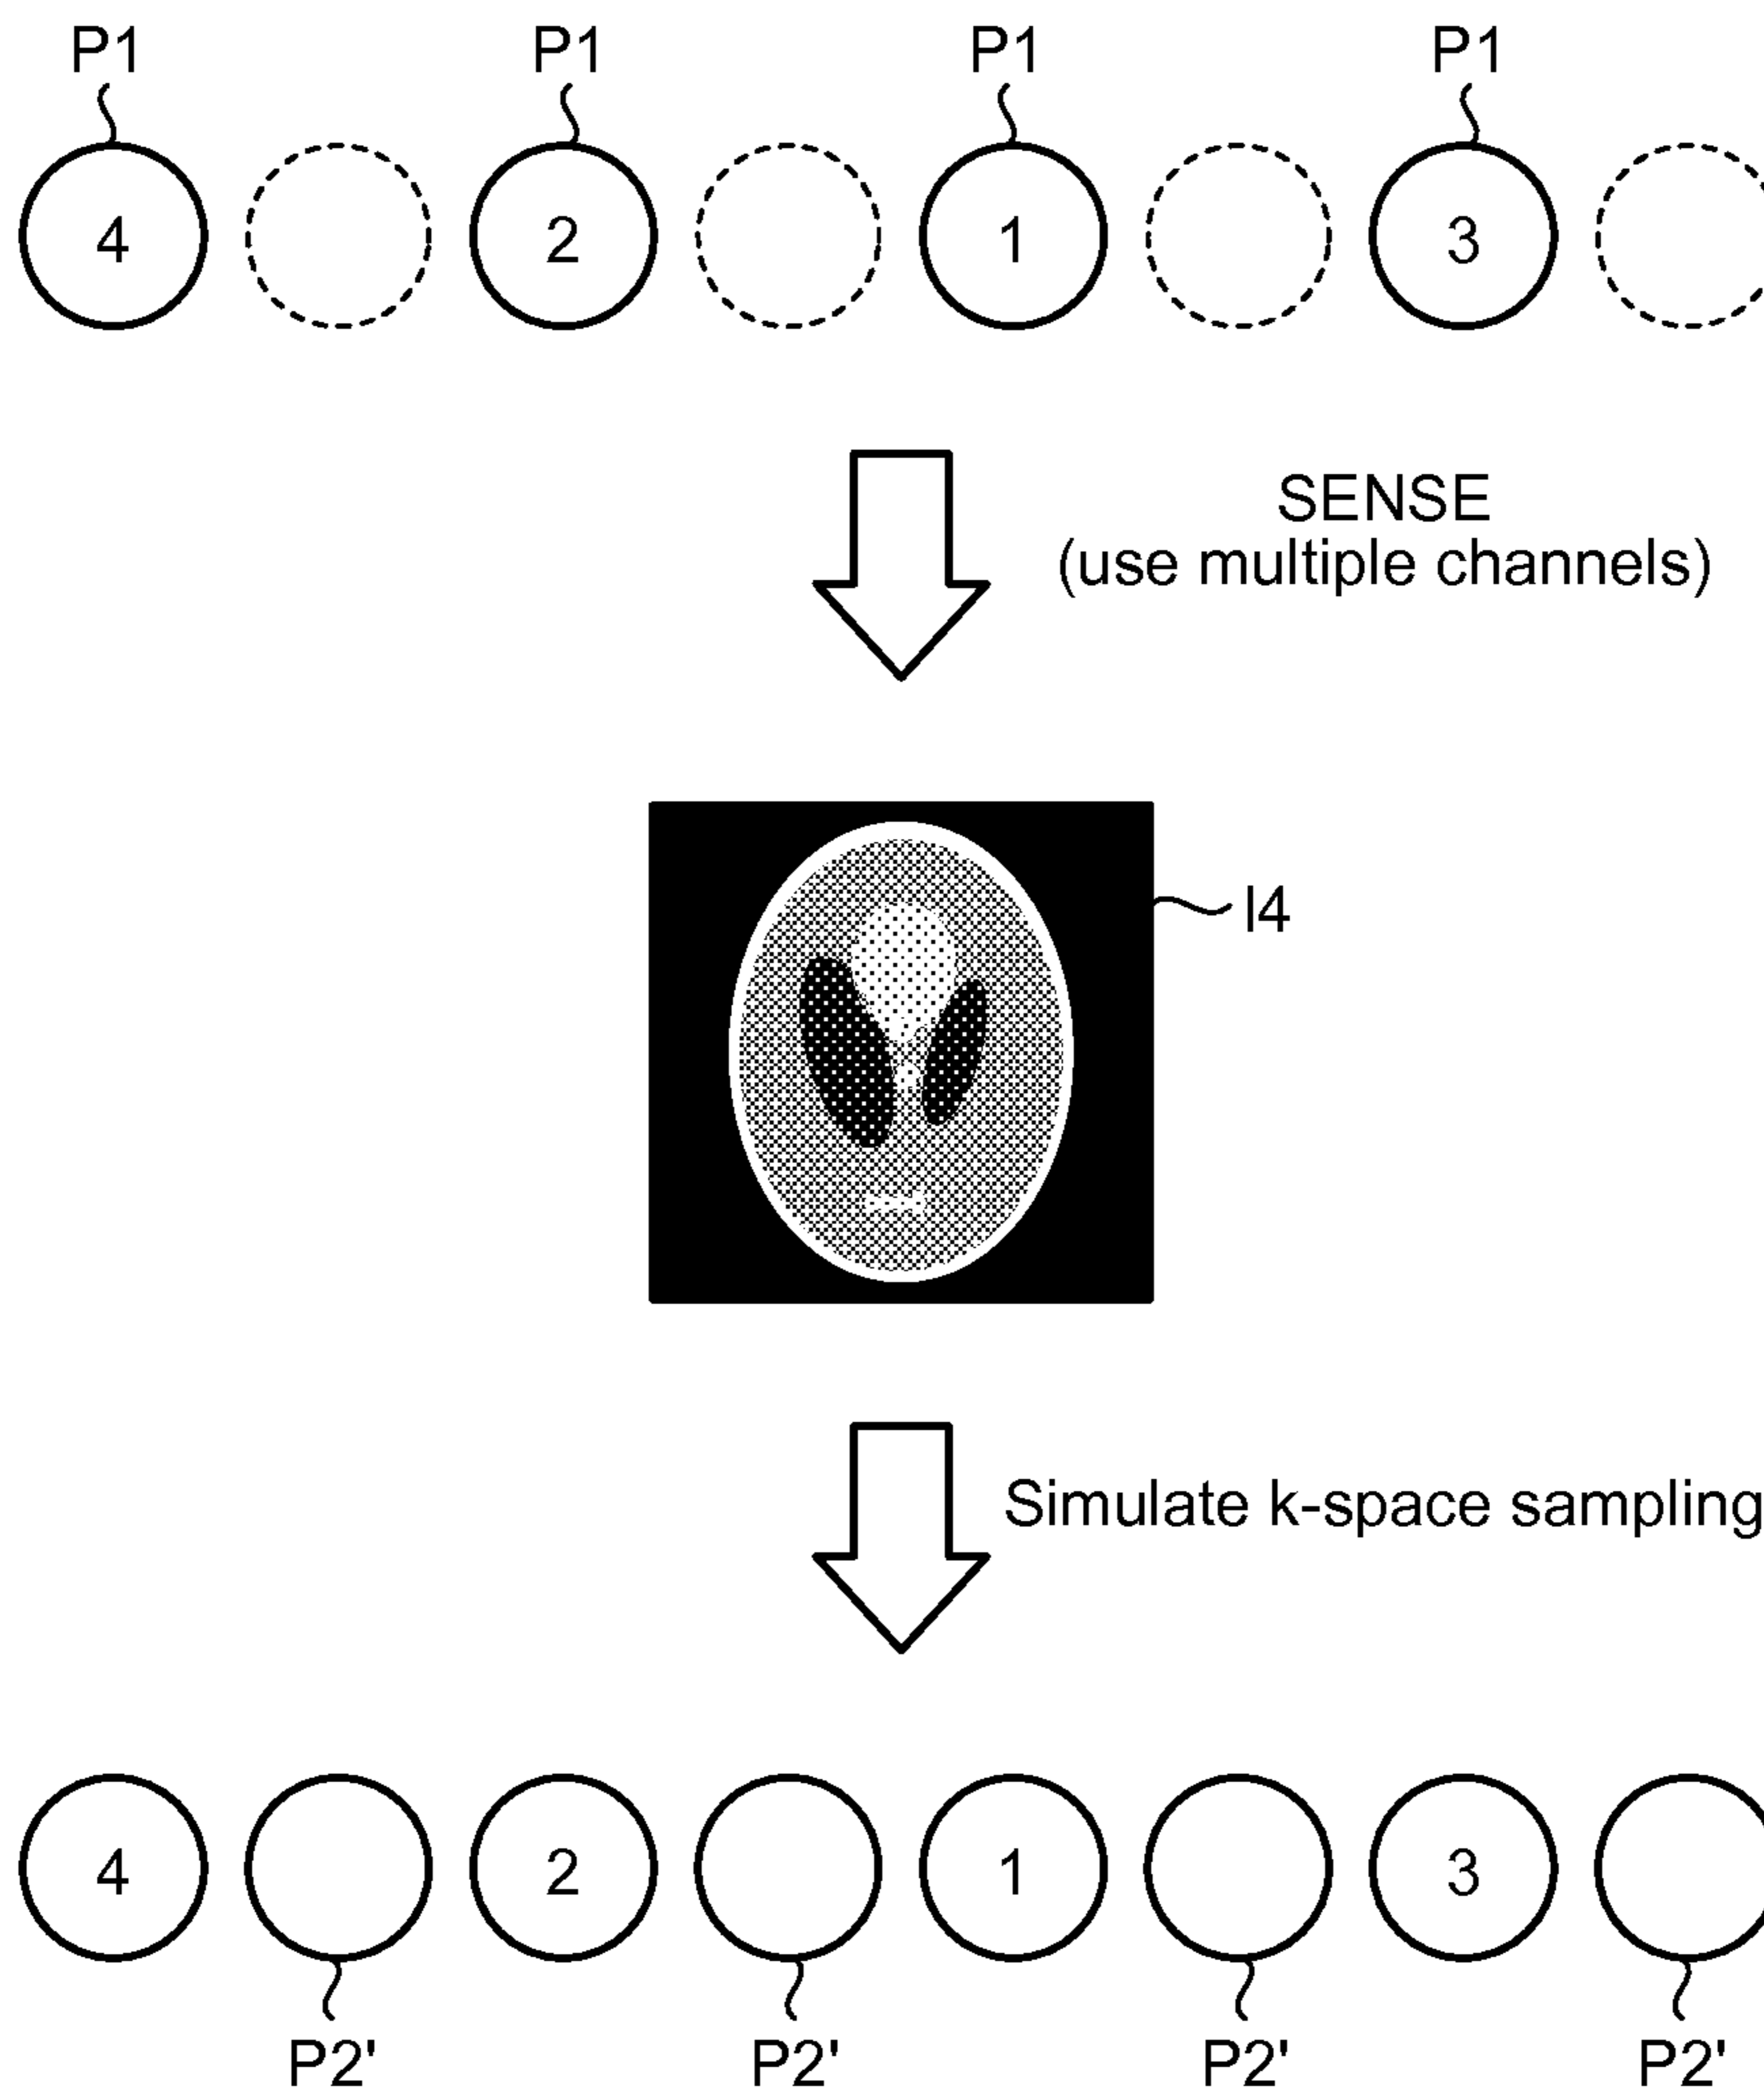 P1 P1 P1 P1
4 2 1 3
SENSE
(use multiple channels)
I4
Simulate k-space sampling
4 2 1 3
P2' P2' P2' P2'